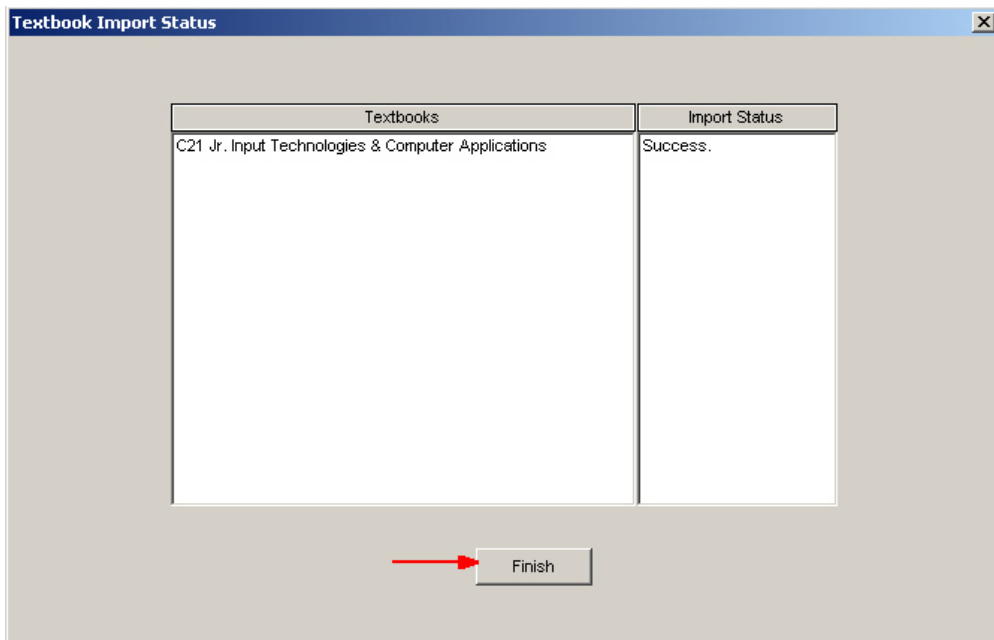 Textbook Import Status
Textbooks
Import Status
C21 Jr. Input Technologies & Computer Applications
Success.
Finish